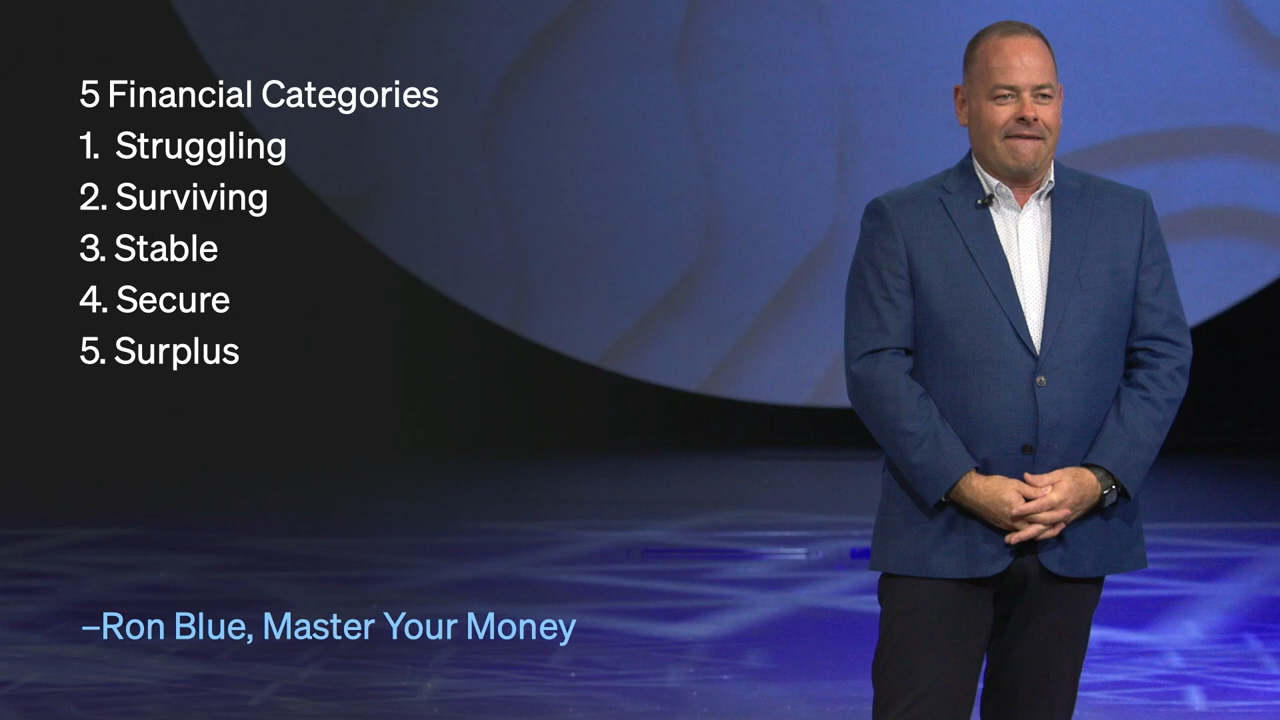 5 Financial Categories
1. Struggling
2. Surviving
3. Stable
4. Secure
5. Surplus
–Ron Blue, Master Your Money